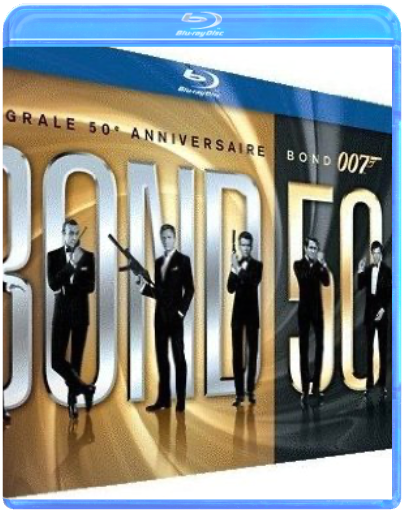 Blu-ray Disc
Blu-ray Disc
GRALE 50e ANNIVERSAIRE
BOND 007
BOND 50